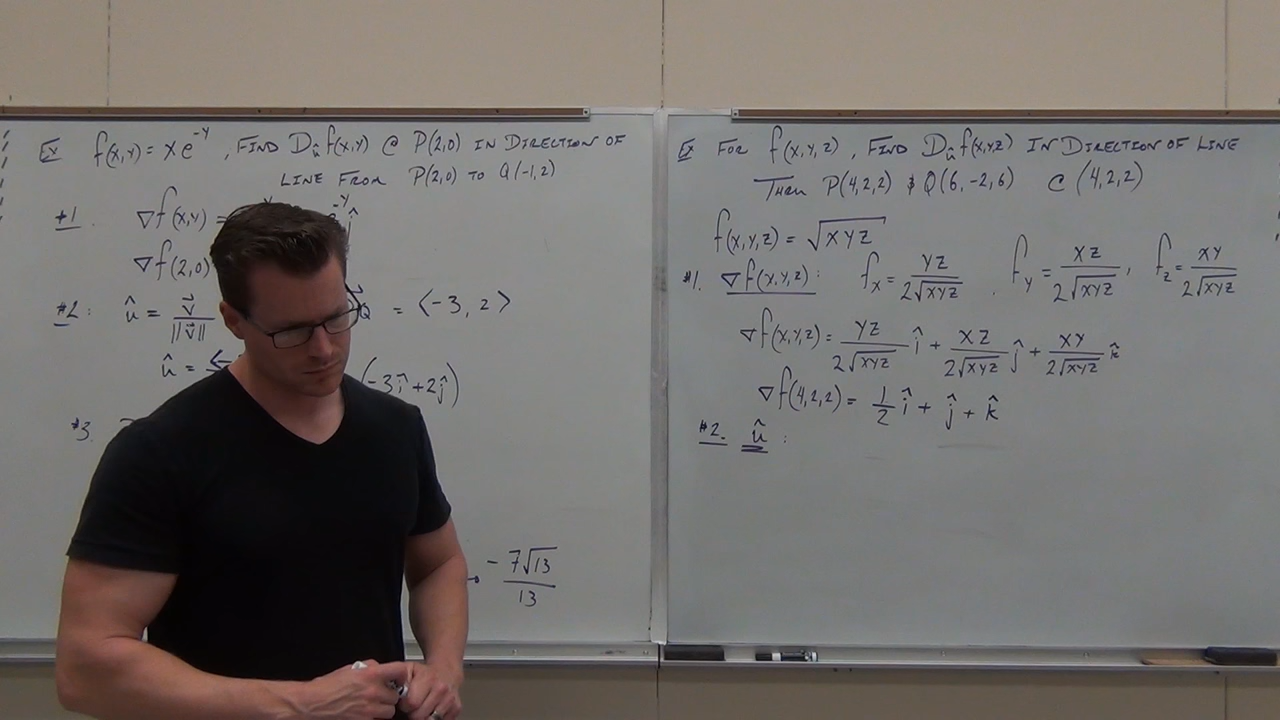 Ex f(x,y) = xe^{-y}, FIND D_û f(x,y) @ P(2,0) IN DIRECTION OF
LINE FROM P(2,0) TO Q(-1,2)
#1. ∇f(x,y) = -y ĵ
∇f(2,0)
#2: û = v⃗/||v⃗|| Q = <-3, 2>
û = < (-3î + 2ĵ)
#3.
-7√13/13
Ex FOR f(x,y,z), FIND D_û f(x,y,z) IN DIRECTION OF LINE
THRU P(4,2,2) & Q(6,-2,6) @ (4,2,2)
f(x,y,z) = √xyz
#1. ∇f(x,y,z): f_x = yz/2√xyz, f_y = xz/2√xyz, f_z = xy/2√xyz
∇f(x,y,z) = yz/2√xyz î + xz/2√xyz ĵ + xy/2√xyz k̂
∇f(4,2,2) = 1/2 î + ĵ + k̂
#2. û :